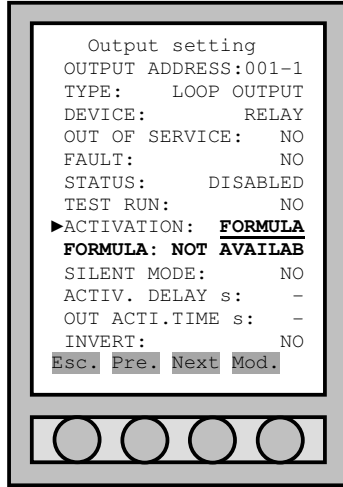 Output setting
OUTPUT ADDRESS:001-1
TYPE: LOOP OUTPUT
DEVICE: RELAY
OUT OF SERVICE: NO
FAULT: NO
STATUS: DISABLED
TEST RUN: NO
►ACTIVATION: FORMULA
FORMULA: NOT AVAILAB
SILENT MODE: NO
ACTIV. DELAY s: -
OUT ACTI.TIME s: -
INVERT: NO
Esc. Pre. Next Mod.